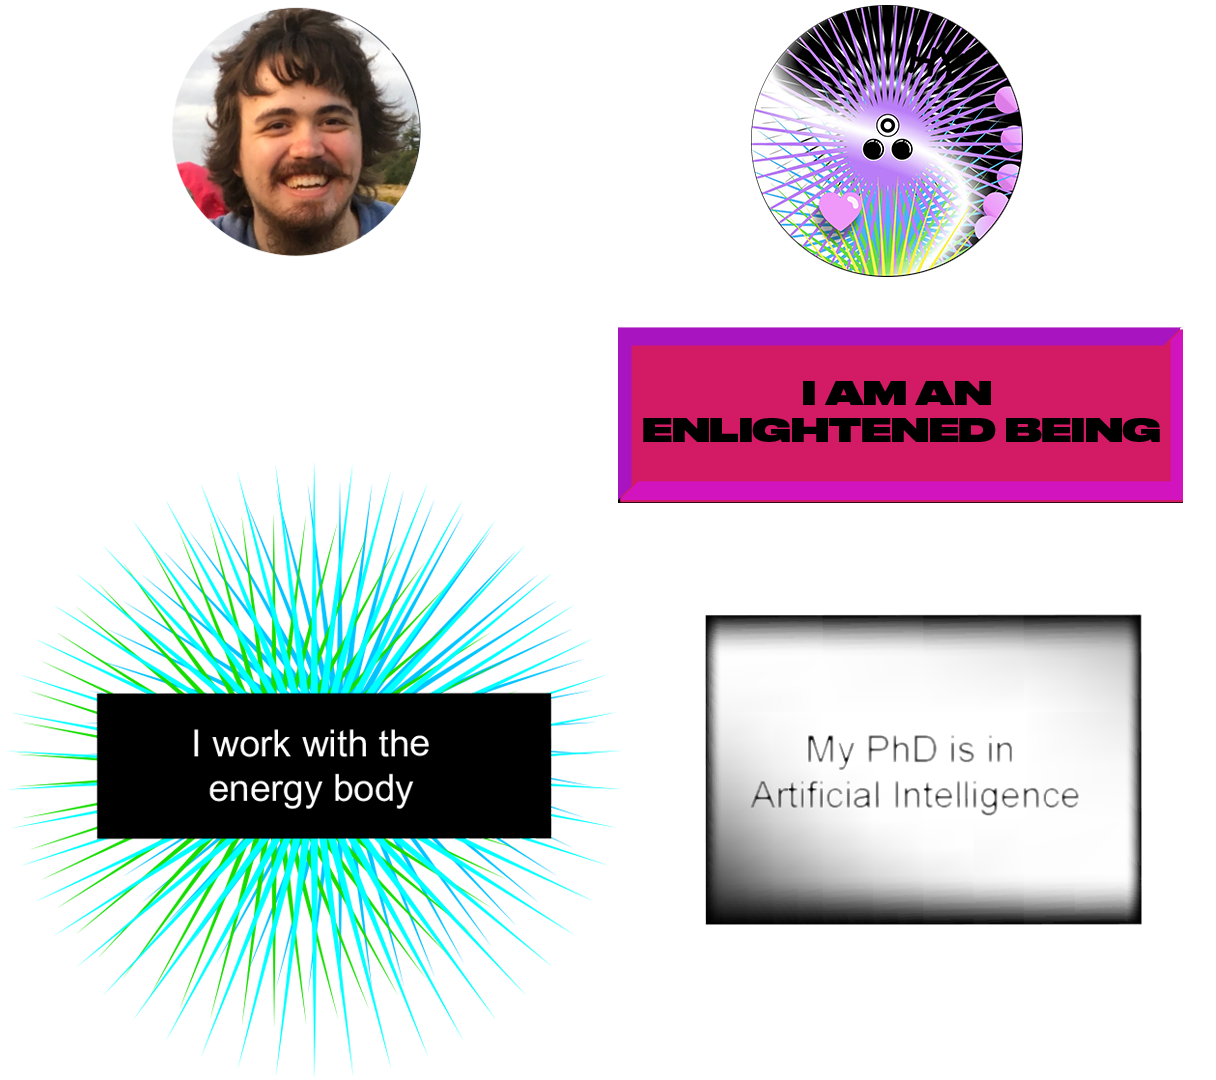 I AM AN
ENLIGHTENED BEING
I work with the
energy body
My PhD is in
Artificial Intelligence